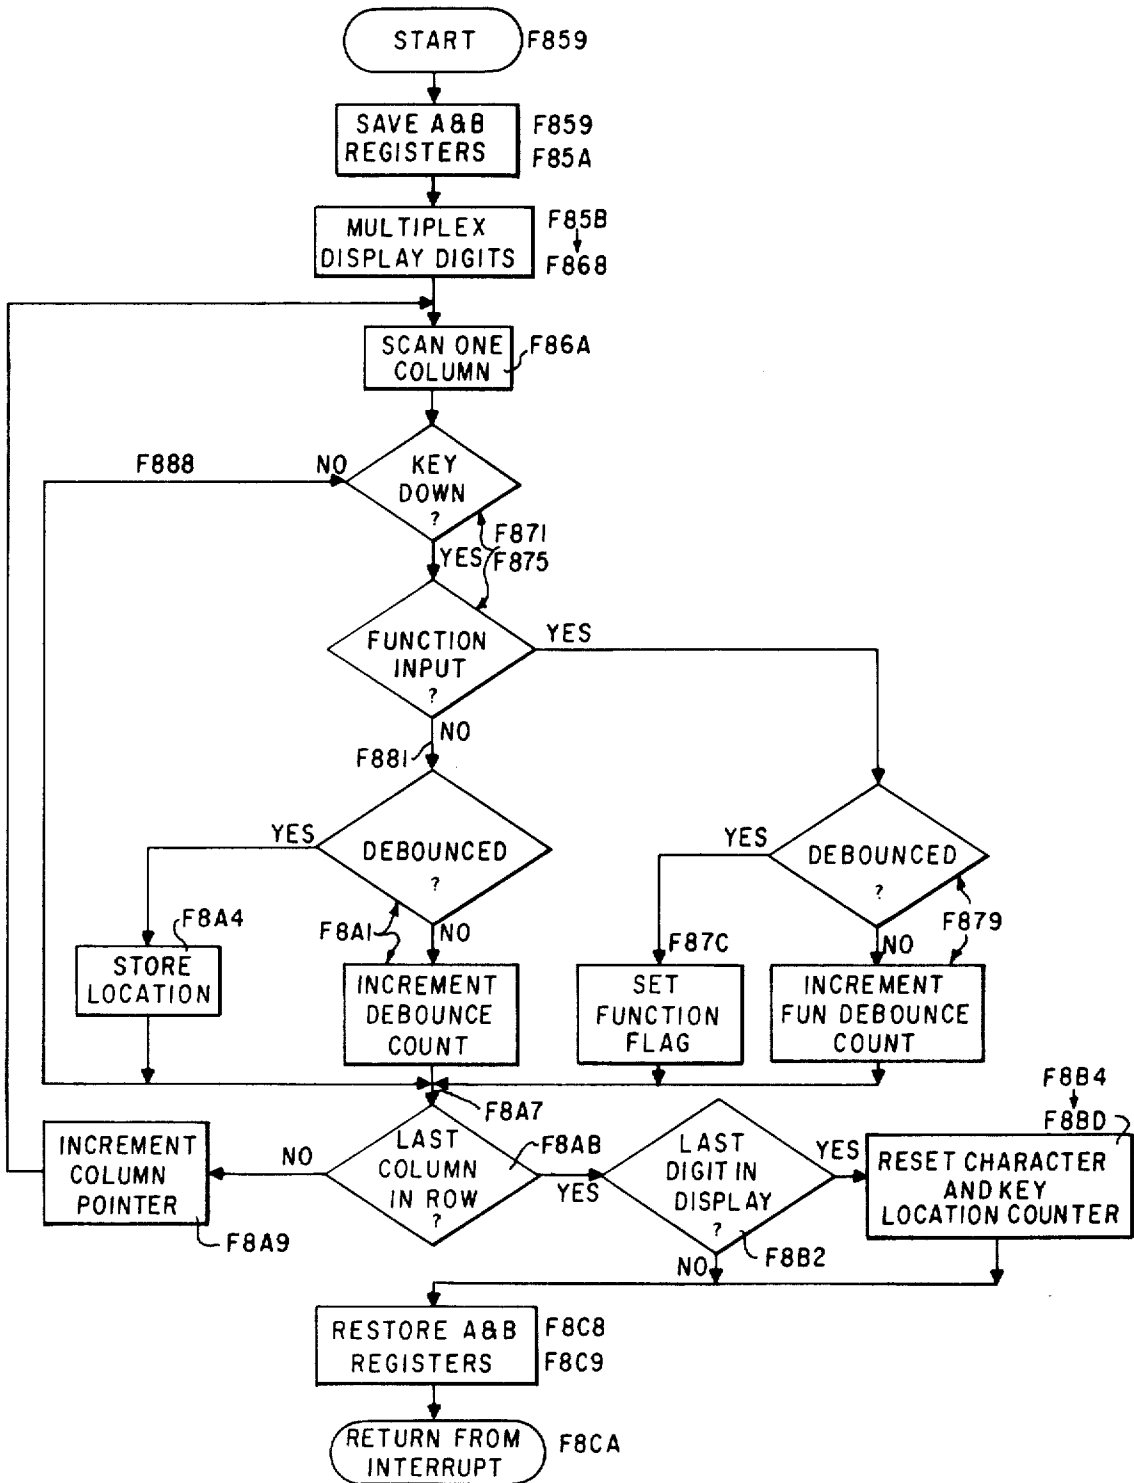 START
F859
SAVE A&B
REGISTERS
F859
F85A
MULTIPLEX
DISPLAY DIGITS
F85B
F868
SCAN ONE
COLUMN
F86A
F888
NO
KEY
DOWN
?
F871
F875
YES
FUNCTION
INPUT
?
YES
NO
F881
YES
DEBOUNCED
?
YES
DEBOUNCED
?
F8A4
F8A1
NO
F87C
NO
F879
STORE
LOCATION
INCREMENT
DEBOUNCE
COUNT
SET
FUNCTION
FLAG
INCREMENT
FUN DEBOUNCE
COUNT
F8A7
F8B4
F8BD
INCREMENT
COLUMN
POINTER
F8A9
NO
LAST
COLUMN
IN ROW
?
F8AB
YES
LAST
DIGIT IN
DISPLAY
?
YES
F8B2
NO
RESET CHARACTER
AND KEY
LOCATION COUNTER
RESTORE A&B
REGISTERS
F8C8
F8C9
RETURN FROM
INTERRUPT
F8CA